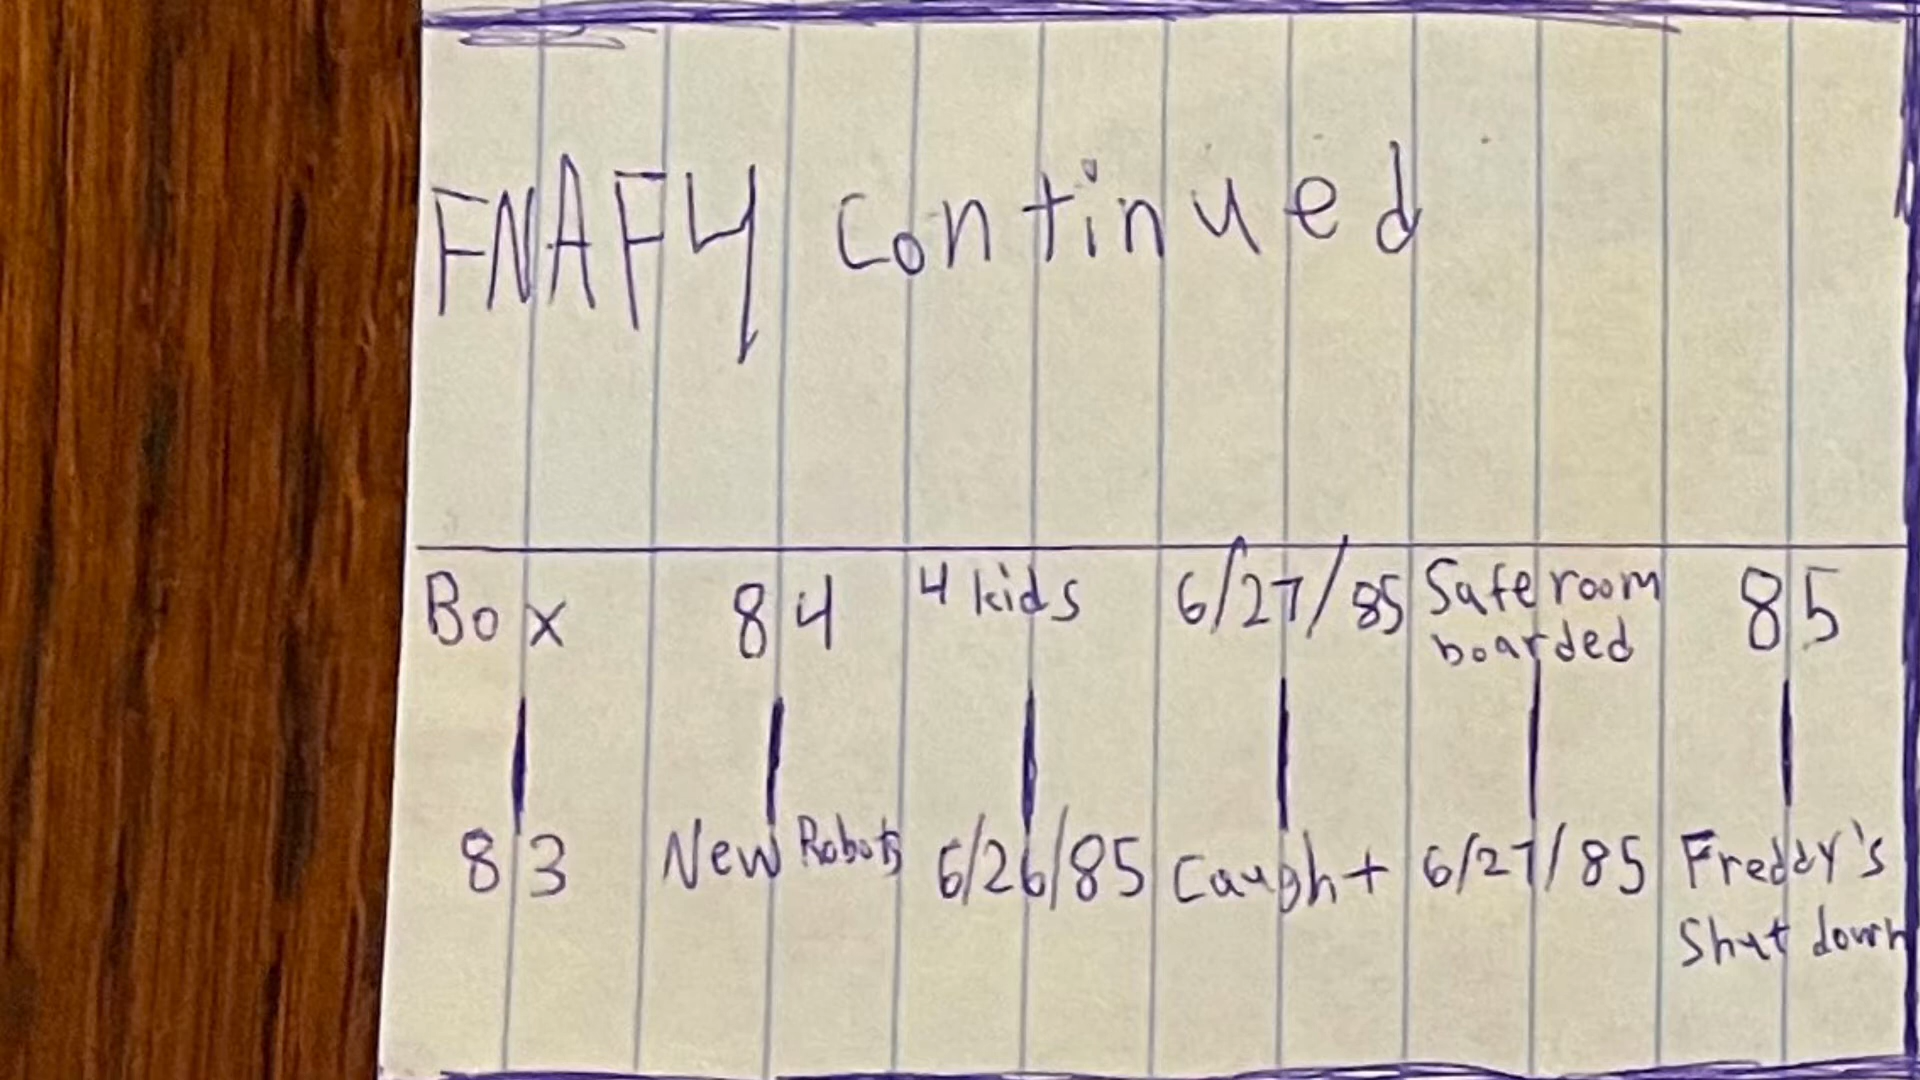 FNAF4 continued
Box 84 4 kids 6/27/85 Safe room boarded 85
83 New Robots 6/26/85 Caught 6/27/85 Freddy's Shut down